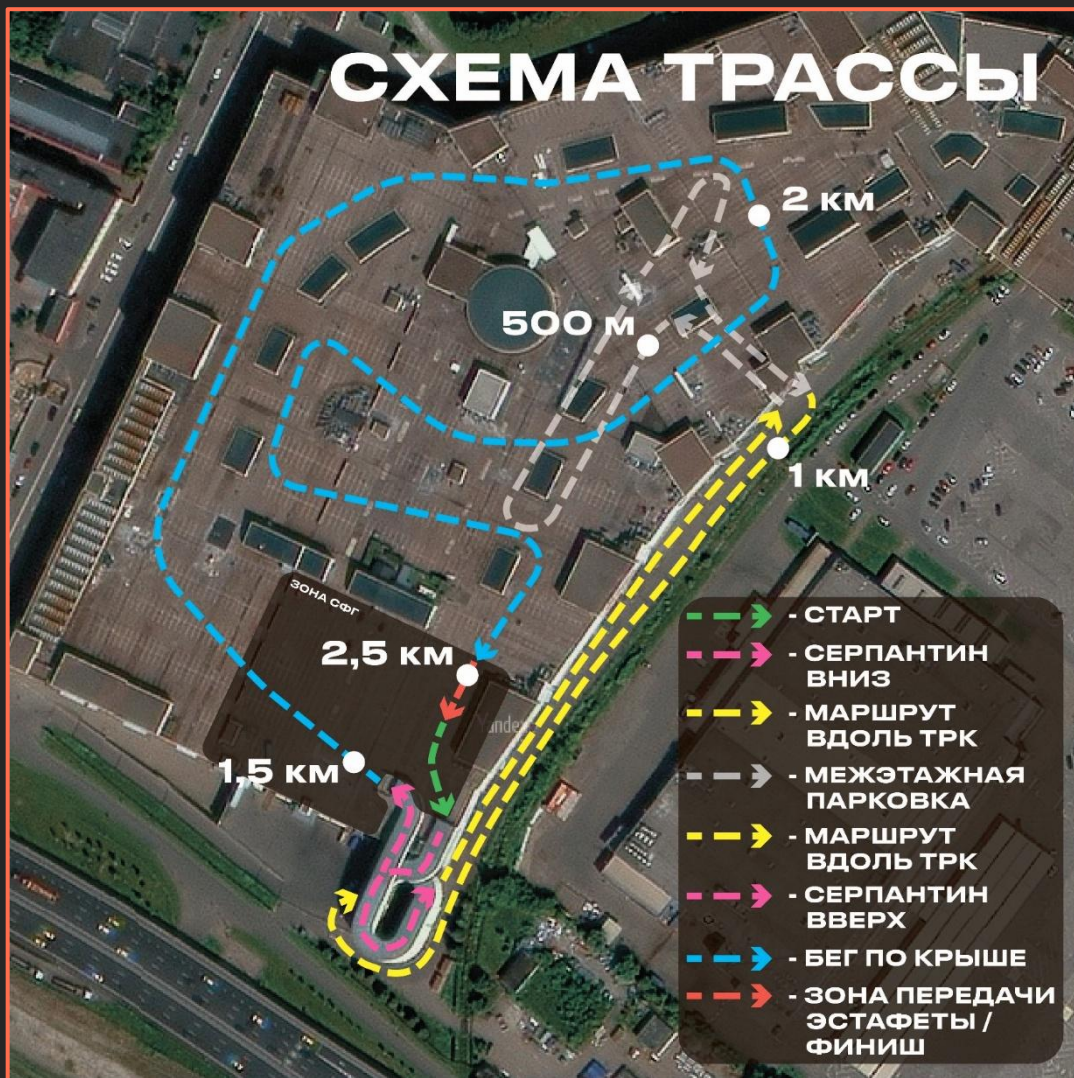 СХЕМА ТРАССЫ
2 км
500 м
1 км
ЗОНА СФГ
2,5 км
1,5 км
- СТАРТ
- СЕРПАНТИН
ВНИЗ
- МАРШРУТ
ВДОЛЬ ТРК
- МЕЖЭТАЖНАЯ
ПАРКОВКА
- МАРШРУТ
ВДОЛЬ ТРК
- СЕРПАНТИН
ВВЕРХ
- БЕГ ПО КРЫШЕ
- ЗОНА ПЕРЕДАЧИ
ЭСТАФЕТЫ /
ФИНИШ